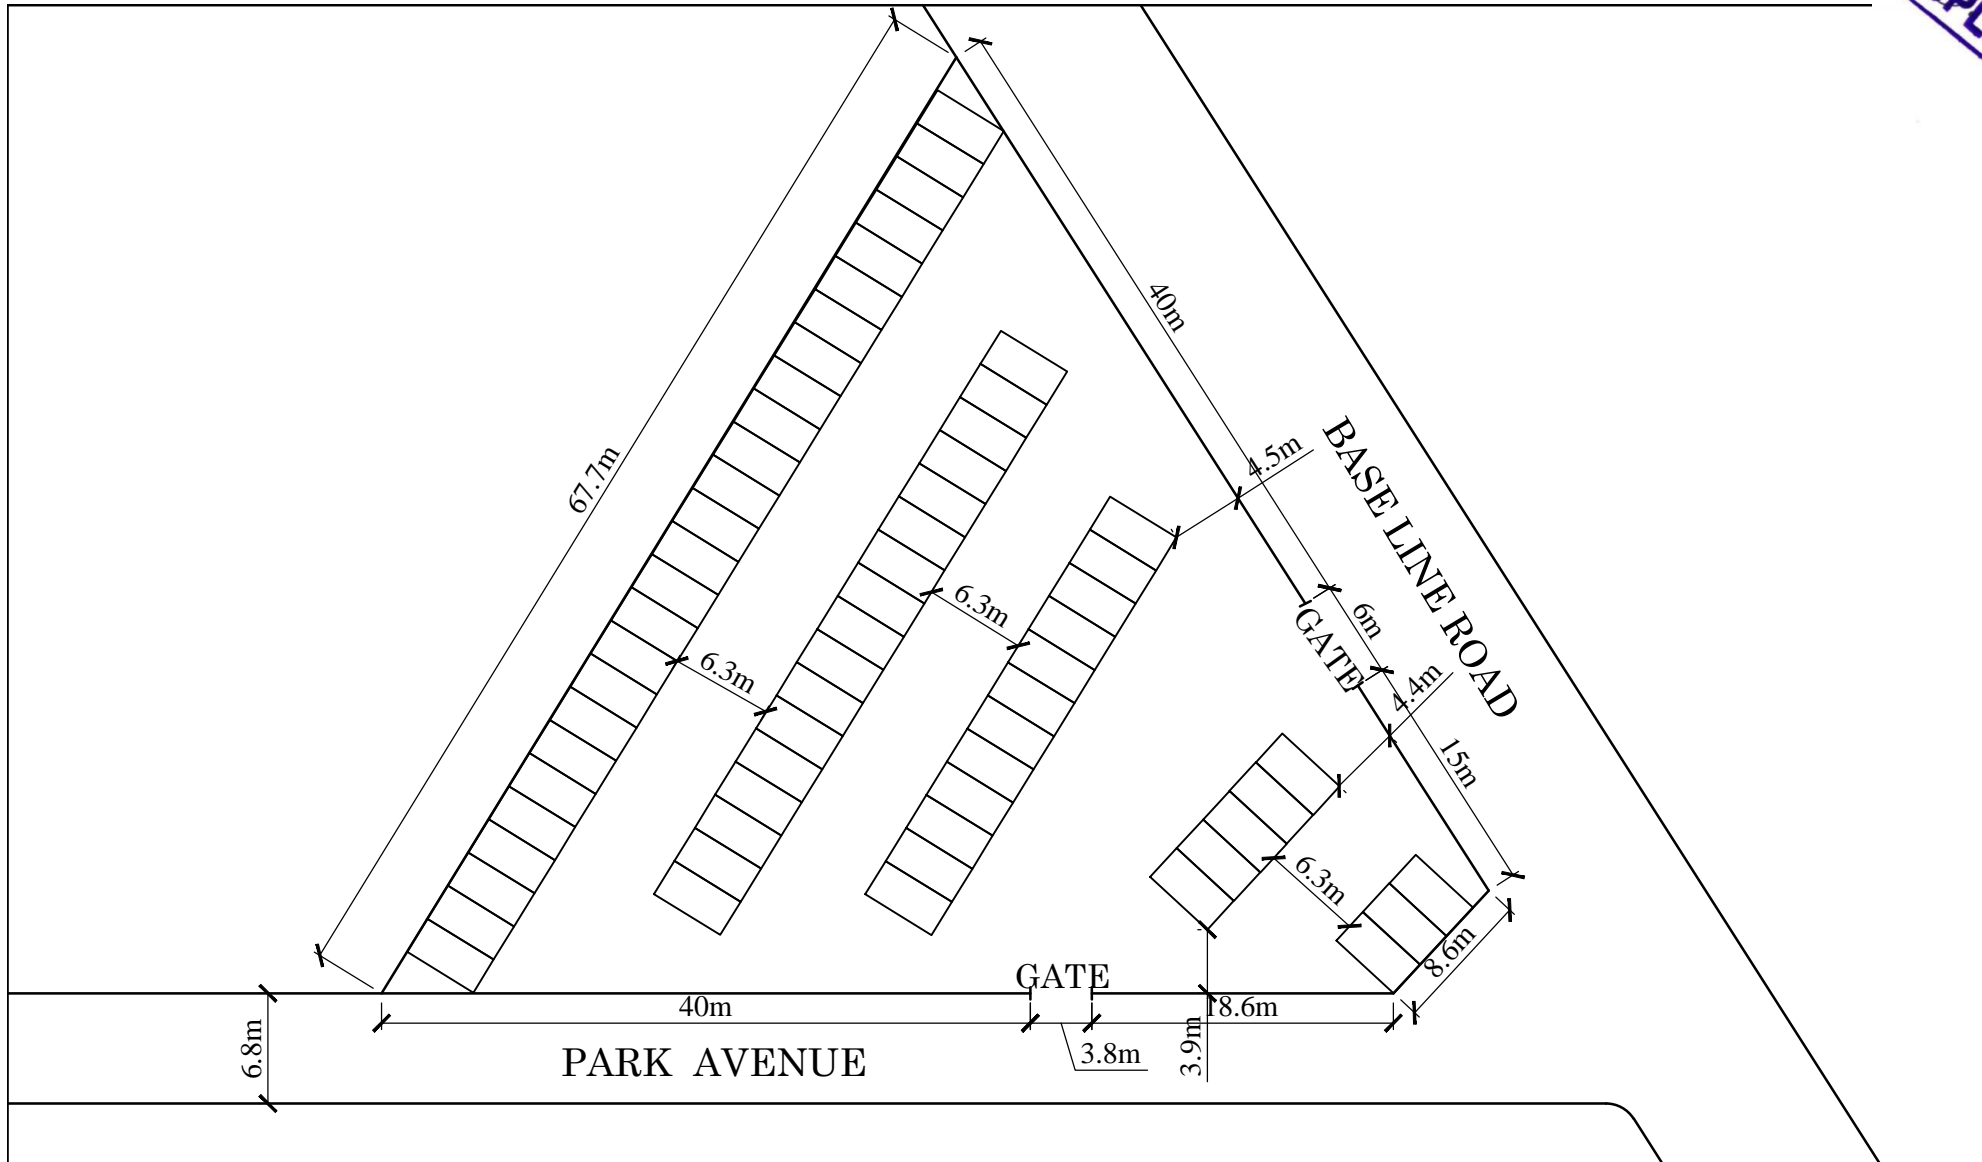 40m
67.7m
4.5m
BASE LINE ROAD
6.3m
6m
GATE
6.3m
4.4m
15m
6.3m
8.6m
GATE
40m
18.6m
6.8m
3.9m
3.8m
PARK AVENUE